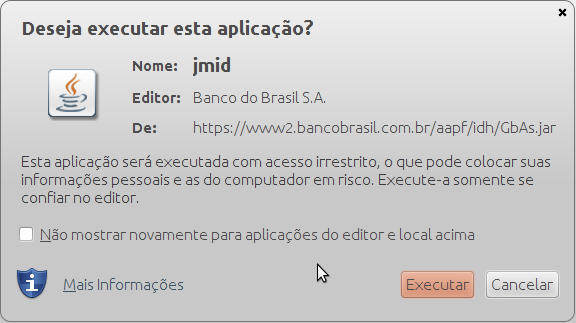 Deseja executar esta aplicação?
Nome: jmid
Editor: Banco do Brasil S.A.
De: https://www2.bancobrasil.com.br/aapf/idh/GbAs.jar
Esta aplicação será executada com acesso irrestrito, o que pode colocar suas
informações pessoais e as do computador em risco. Execute-a somente se
confiar no editor.
Não mostrar novamente para aplicações do editor e local acima
Mais Informações
Executar
Cancelar